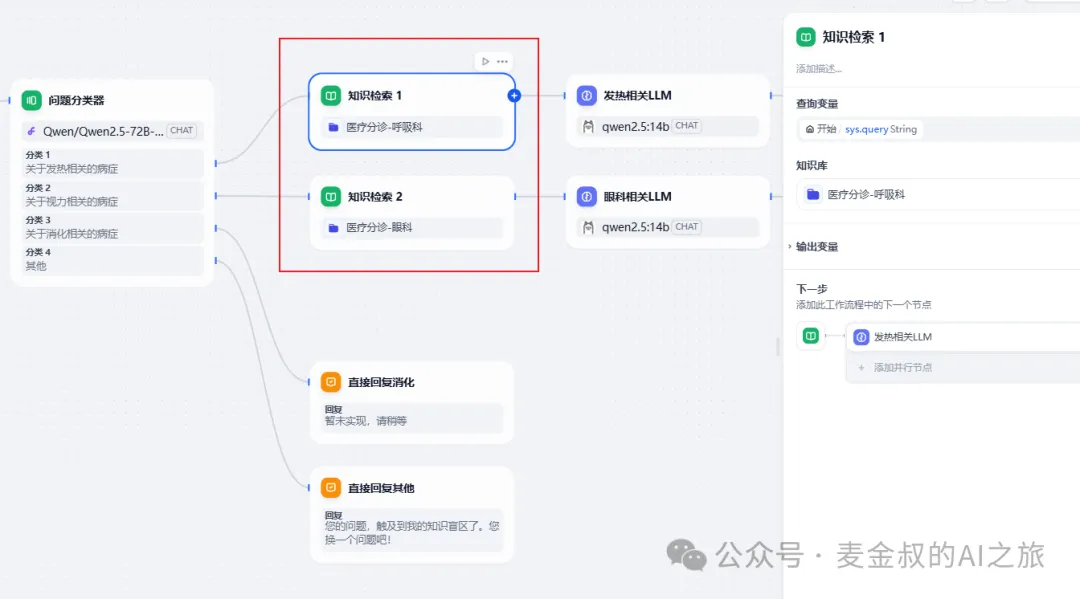 问题分类器
Qwen/Qwen2.5-72B-... CHAT
分类 1
关于发热相关的病症
分类 2
关于视力相关的病症
分类 3
关于消化相关的病症
分类 4
其他
知识检索 1
医疗分诊-呼吸科
知识检索 2
医疗分诊-眼科
直接回复消化
回复
暂未实现，请稍等
直接回复其他
回复
您的问题，触及到我的知识盲区了。您
换一个问题吧！
发热相关LLM
qwen2.5:14b CHAT
眼科相关LLM
qwen2.5:14b CHAT
知识检索 1
添加描述...
查询变量
开始 sys.query String
知识库
医疗分诊-呼吸科
输出变量
下一步
添加此工作流程中的下一个节点
发热相关LLM
+ 添加并行节点
公众号 · 麦金叔的AI之旅